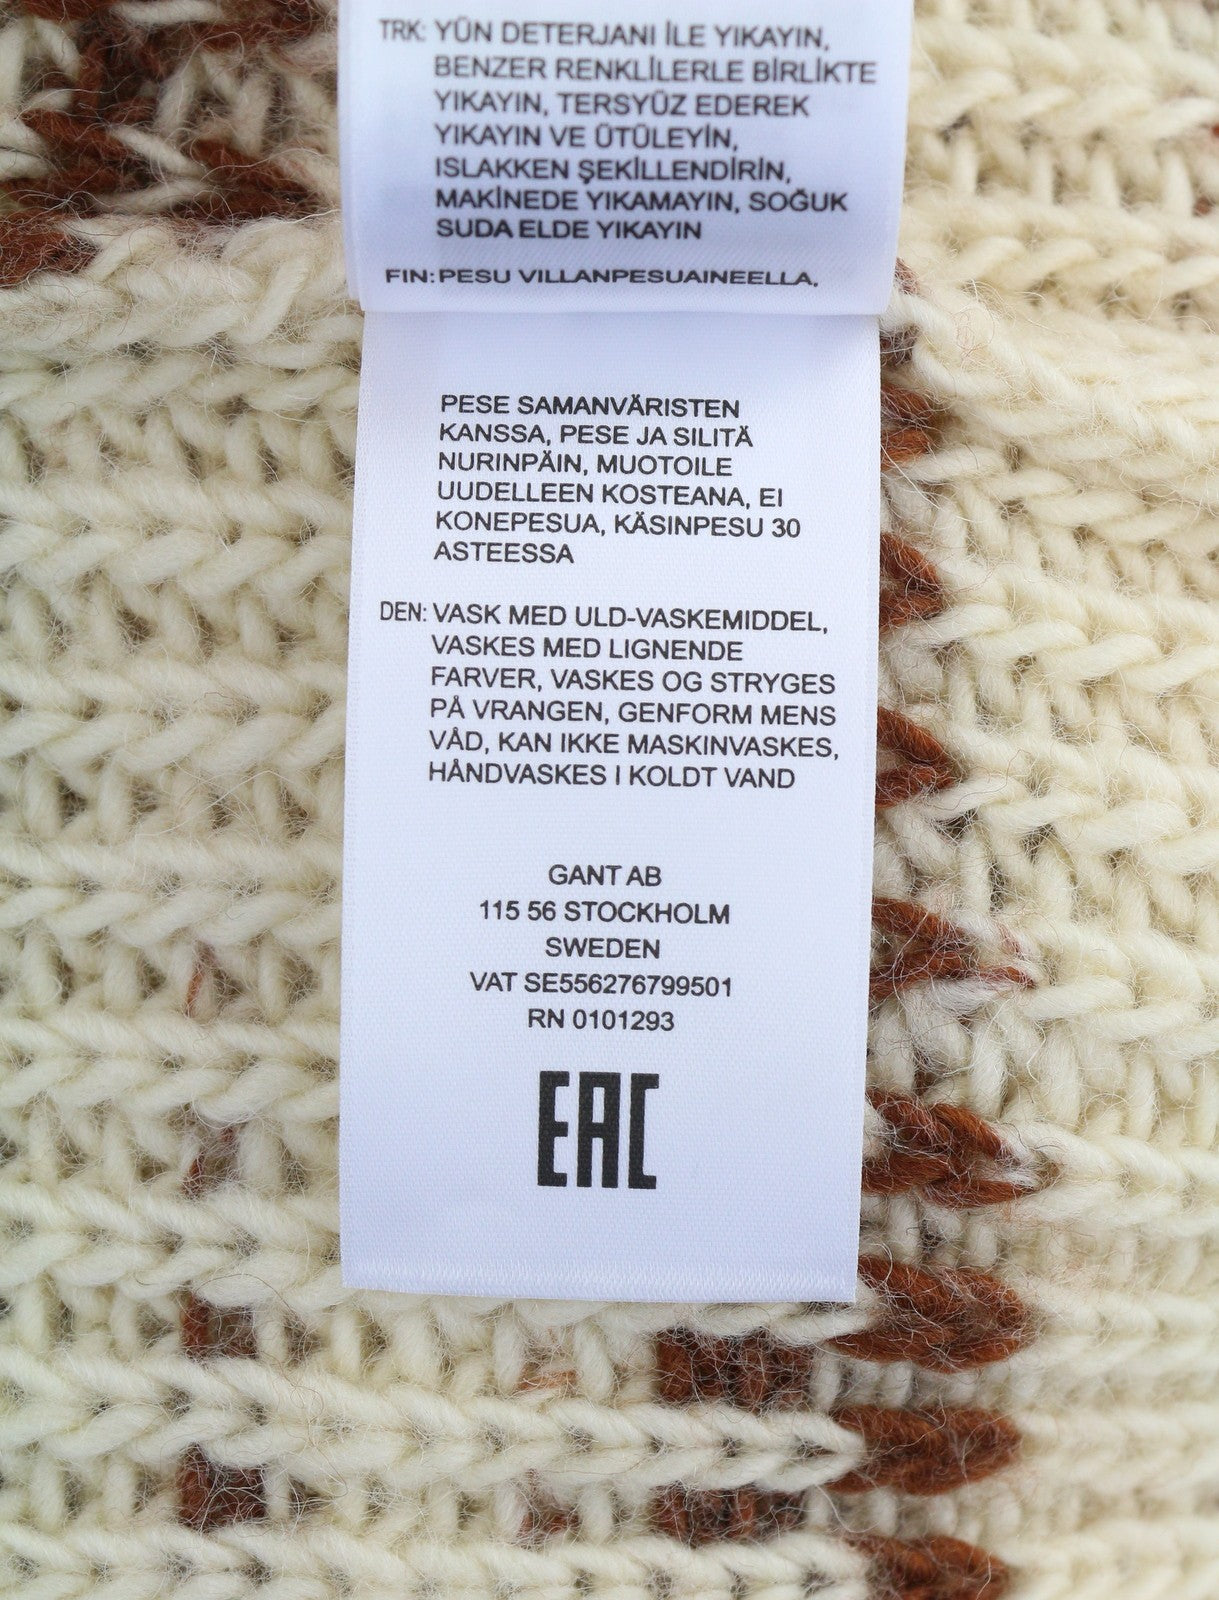 TRK: YÜN DETERJANI İLE YIKAYIN,
BENZER RENKLİLERLE BİRLİKTE
YIKAYIN, TERSYÜZ EDEREK
YIKAYIN VE ÜTÜLEYİN,
ISLAKKEN ŞEKİLLENDİRİN,
MAKİNEDE YIKAMAYIN, SOĞUK
SUDA ELDE YIKAYIN
FIN: PESU VILLANPESUAINEELLA,
PESE SAMANVÄRISTEN
KANSSA, PESE JA SILITÄ
NURINPÄIN, MUOTOILE
UUDELLEEN KOSTEANA, EI
KONEPESUA, KÄSINPESU 30
ASTEESSA
DEN: VASK MED ULD-VASKEMIDDEL,
VASKES MED LIGNENDE
FARVER, VASKES OG STRYGES
PÅ VRANGEN, GENFORM MENS
VÅD, KAN IKKE MASKINVASKES,
HÅNDVASKES I KOLDT VAND
GANT AB
115 56 STOCKHOLM
SWEDEN
VAT SE556276799501
RN 0101293
EAC